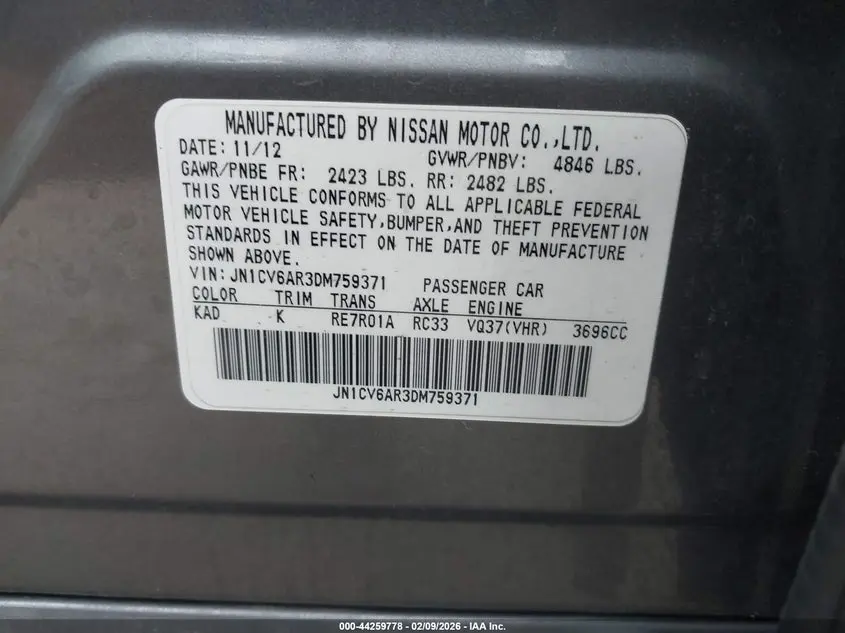 MANUFACTURED BY NISSAN MOTOR CO.,LTD.
DATE: 11/12 GVWR/PNBV: 4846 LBS.
GAWR/PNBE FR: 2423 LBS. RR: 2482 LBS.
THIS VEHICLE CONFORMS TO ALL APPLICABLE FEDERAL
MOTOR VEHICLE SAFETY,BUMPER,AND THEFT PREVENTION
STANDARDS IN EFFECT ON THE DATE OF MANUFACTURE
SHOWN ABOVE.
VIN: JN1CV6AR3DM759371 PASSENGER CAR
COLOR TRIM TRANS AXLE ENGINE
KAD K RE7R01A RC33 VQ37(VHR) 3696CC
JN1CV6AR3DM759371
000-44259778 - 02/09/2026 - IAA Inc.